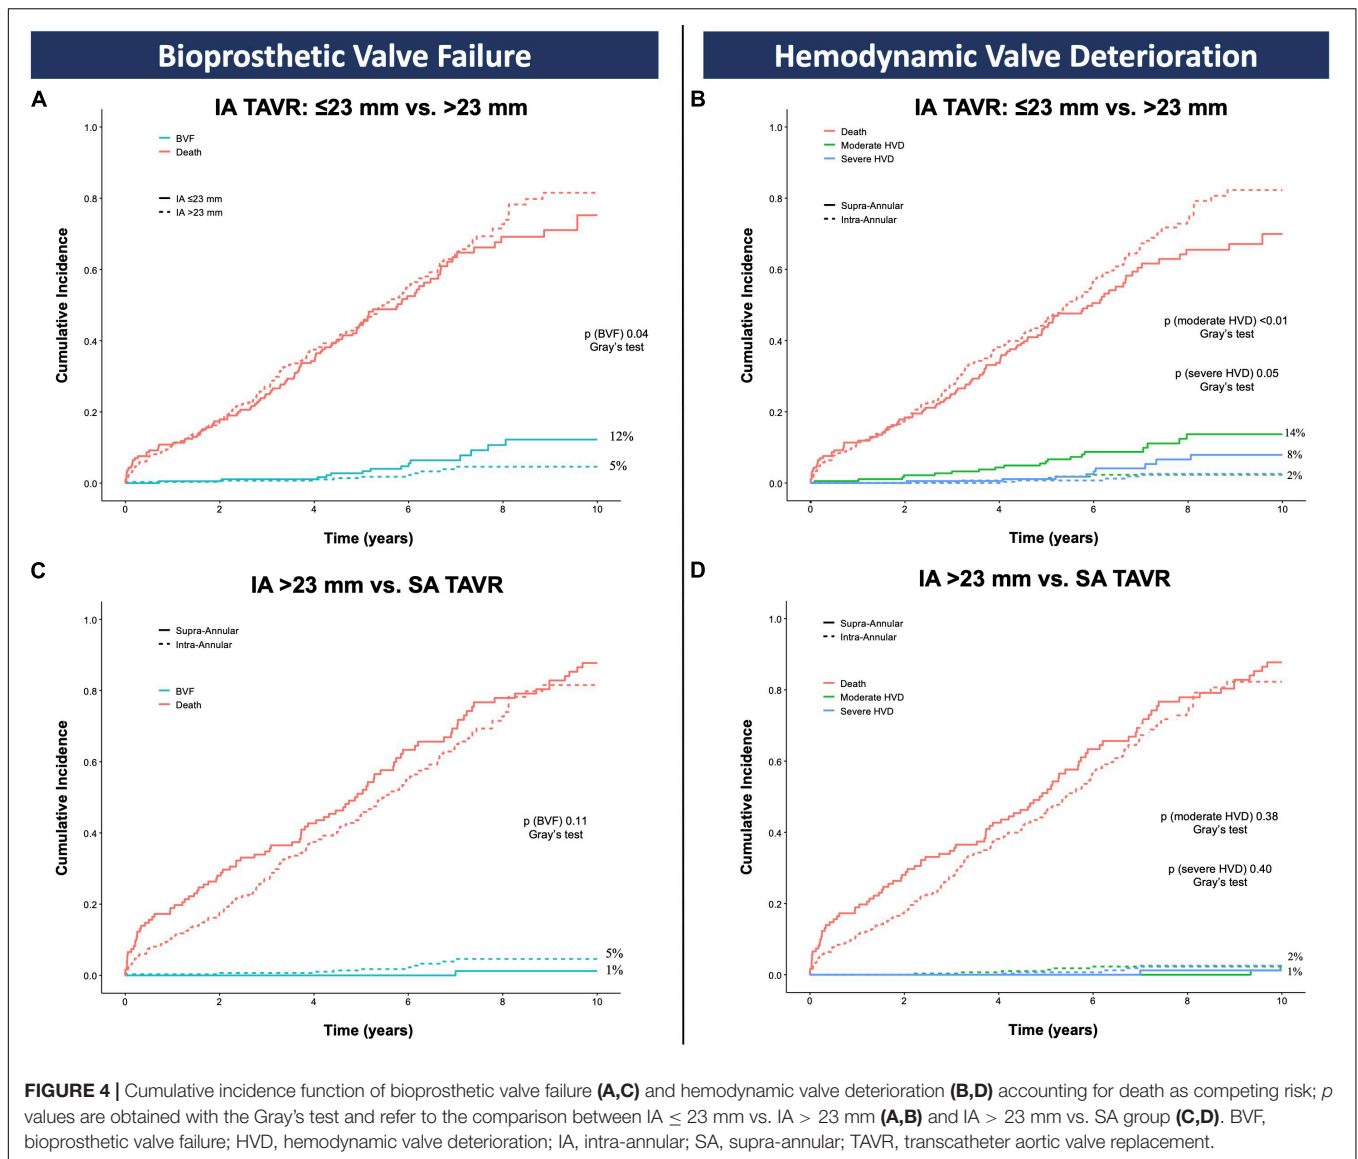 Bioprosthetic Valve Failure
Hemodynamic Valve Deterioration
A
IA TAVR: ≤23 mm vs. >23 mm
BVF
Death
IA ≤23 mm
IA >23 mm
1.0
0.8
0.6
0.4
0.2
0.0
Cumulative Incidence
p (BVF) 0.04
Gray's test
12%
5%
0 2 4 6 8 10
Time (years)
B
IA TAVR: ≤23 mm vs. >23 mm
Death
Moderate HVD
Severe HVD
Supra-Annular
Intra-Annular
1.0
0.8
0.6
0.4
0.2
0.0
Cumulative Incidence
p (moderate HVD) <0.01
Gray's test
p (severe HVD) 0.05
Gray's test
14%
8%
2%
0 2 4 6 8 10
Time (years)
C
IA >23 mm vs. SA TAVR
Supra-Annular
Intra-Annular
BVF
Death
1.0
0.8
0.6
0.4
0.2
0.0
Cumulative Incidence
p (BVF) 0.11
Gray's test
5%
1%
0 2 4 6 8 10
Time (years)
D
IA >23 mm vs. SA TAVR
Supra-Annular
Intra-Annular
Death
Moderate HVD
Severe HVD
1.0
0.8
0.6
0.4
0.2
0.0
Cumulative Incidence
p (moderate HVD) 0.38
Gray's test
p (severe HVD) 0.40
Gray's test
2%
1%
0 2 4 6 8 10
Time (years)
FIGURE 4 | Cumulative incidence function of bioprosthetic valve failure (A,C) and hemodynamic valve deterioration (B,D) accounting for death as competing risk; p
values are obtained with the Gray's test and refer to the comparison between IA ≤ 23 mm vs. IA > 23 mm (A,B) and IA > 23 mm vs. SA group (C,D). BVF,
bioprosthetic valve failure; HVD, hemodynamic valve deterioration; IA, intra-annular; SA, supra-annular; TAVR, transcatheter aortic valve replacement.